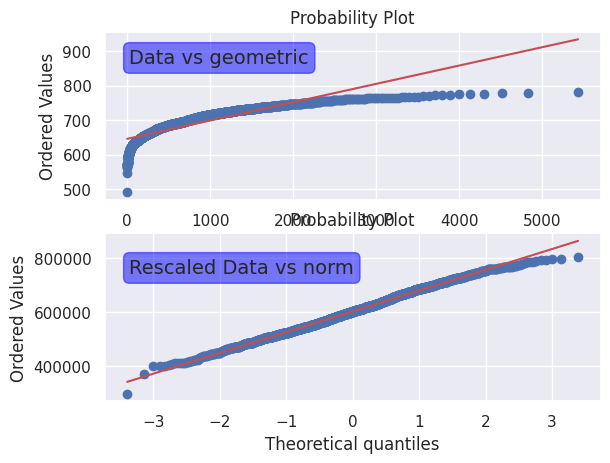 Probability Plot
Data vs geometric
Ordered Values
900
800
700
600
500
0 1000 2000 3000 4000 5000
Probability Plot
Rescaled Data vs norm
Ordered Values
800000
600000
400000
−3 −2 −1 0 1 2 3
Theoretical quantiles